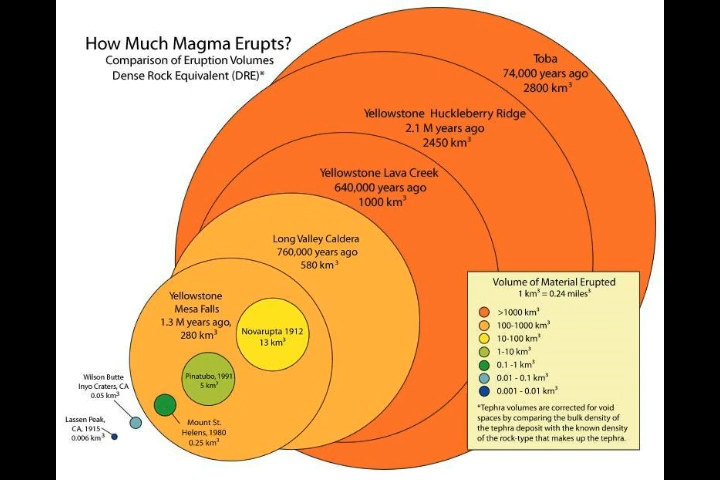 How Much Magma Erupts?
Comparison of Eruption Volumes
Dense Rock Equivalent (DRE)*
Toba
74,000 years ago
2800 km³
Yellowstone Huckleberry Ridge
2.1 M years ago
2450 km³
Yellowstone Lava Creek
640,000 years ago
1000 km³
Long Valley Caldera
760,000 years ago
580 km³
Yellowstone
Mesa Falls
1.3 M years ago,
280 km³
Novarupta 1912
13 km³
Pinatubo, 1991
5 km³
Wilson Butte
Inyo Craters, CA
0.05 km³
Lassen Peak,
CA, 1915
0.006 km³
Mount St.
Helens, 1980
0.25 km³
Volume of Material Erupted
1 km³ = 0.24 miles³
>1000 km³
100-1000 km³
10-100 km³
1-10 km³
0.1 -1 km³
0.01 - 0.1 km³
0.001 - 0.01 km³
*Tephra volumes are corrected for void
spaces by comparing the bulk density of
the tephra deposit with the known density
of the rock-type that makes up the tephra.